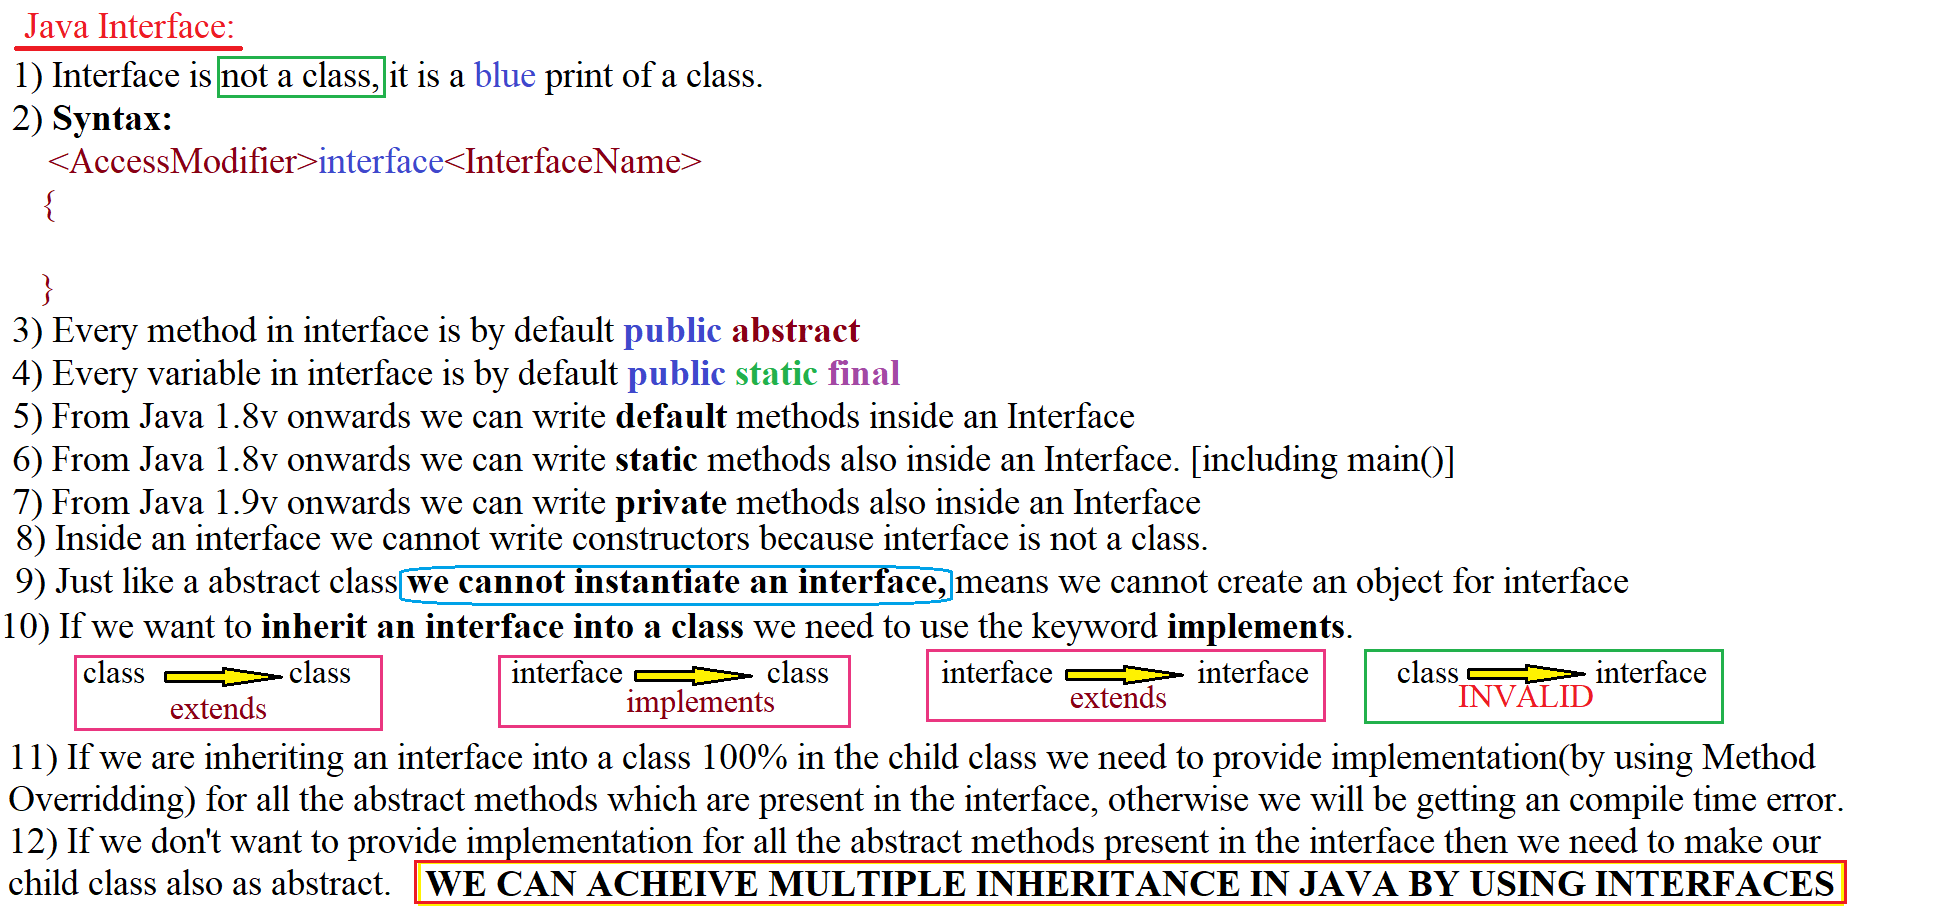 Java Interface:
1) Interface is not a class, it is a blue print of a class.
2) Syntax:
<AccessModifier>interface<InterfaceName>
{
}
3) Every method in interface is by default public abstract
4) Every variable in interface is by default public static final
5) From Java 1.8v onwards we can write default methods inside an Interface
6) From Java 1.8v onwards we can write static methods also inside an Interface. [including main()]
7) From Java 1.9v onwards we can write private methods also inside an Interface
8) Inside an interface we cannot write constructors because interface is not a class.
9) Just like a abstract class we cannot instantiate an interface, means we cannot create an object for interface
10) If we want to inherit an interface into a class we need to use the keyword implements.
class class
extends
interface class
implements
interface interface
extends
class interface
INVALID
11) If we are inheriting an interface into a class 100% in the child class we need to provide implementation(by using Method
Overridding) for all the abstract methods which are present in the interface, otherwise we will be getting an compile time error.
12) If we don't want to provide implementation for all the abstract methods present in the interface then we need to make our
child class also as abstract. WE CAN ACHEIVE MULTIPLE INHERITANCE IN JAVA BY USING INTERFACES